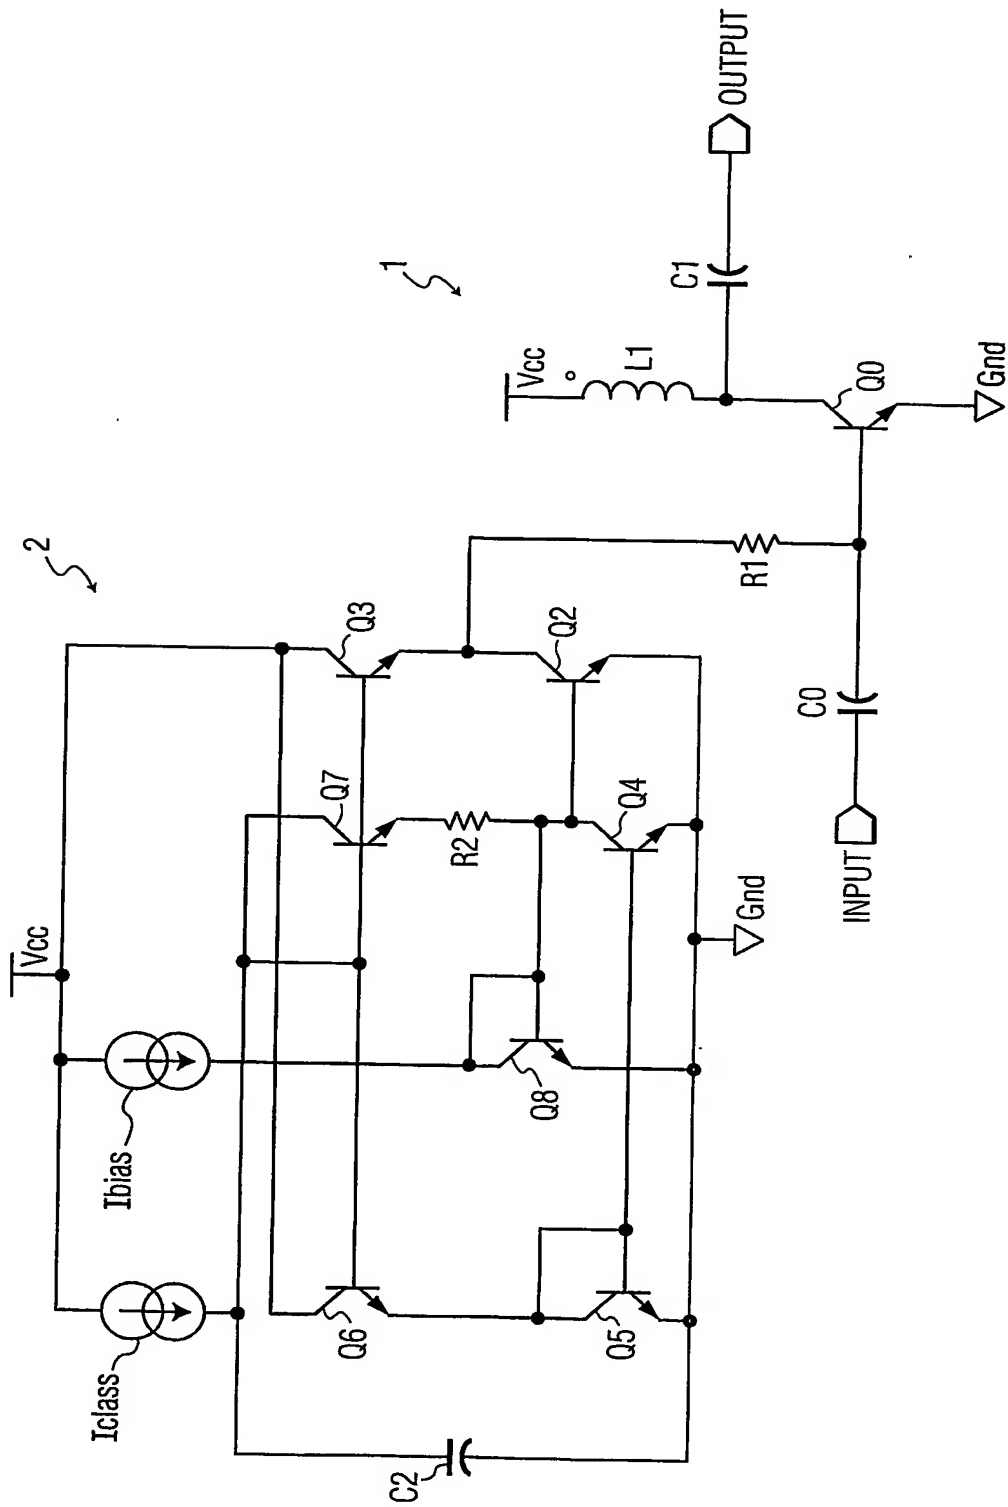 1
2
Vcc
Iclass
Ibias
Vcc
L1
C1
OUTPUT
Q3
Q7
Q6
R2
Q2
Q4
Q8
Q5
C2
R1
Q0
Gnd
Gnd
C0
INPUT